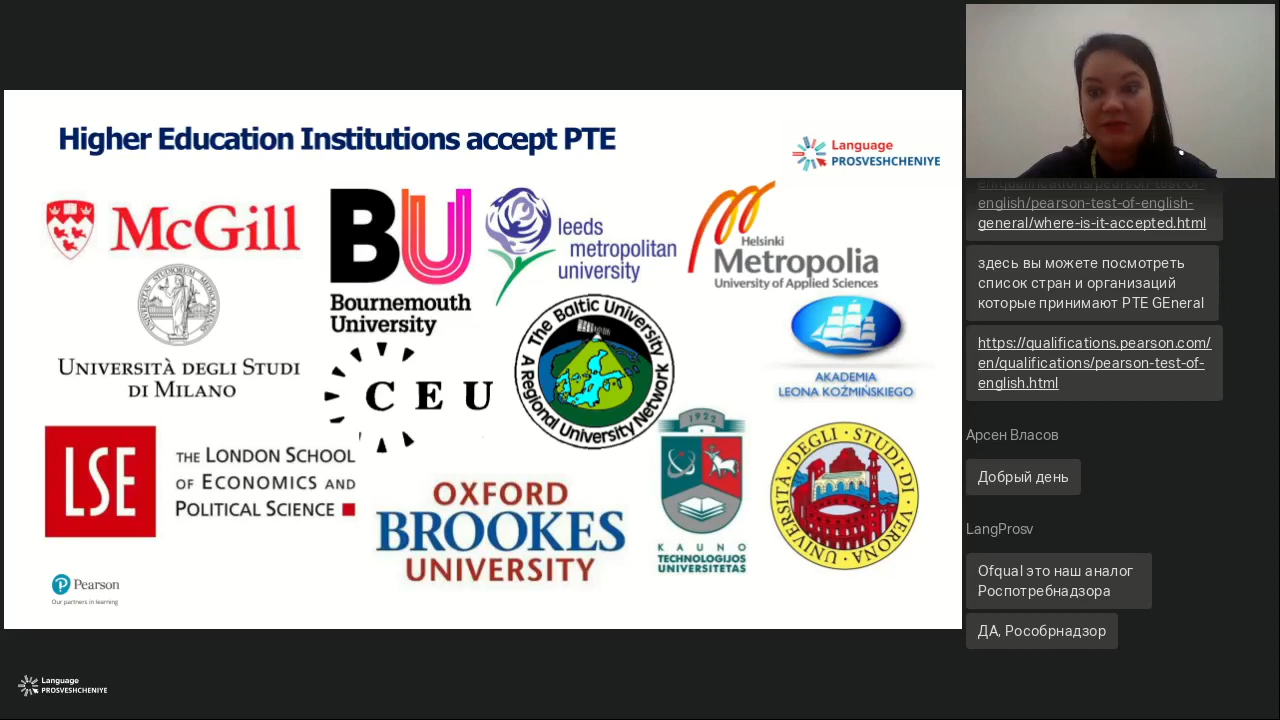 Higher Education Institutions accept PTE
Language
PROSVESHCHENIYE
McGill
BU
Bournemouth
University
leeds
metropolitan
university
Helsinki
Metropolia
University of Applied Sciences
UNIVERSITÀ DEGLI STUDI
DI MILANO
CEU
The Baltic University
A Regional University Network
AKADEMIA
LEONA KOŹMIŃSKIEGO
LSE
THE LONDON SCHOOL
OF ECONOMICS AND
POLITICAL SCIENCE
OXFORD
BROOKES
UNIVERSITY
1922
KAUNO
TECHNOLOGIJOS
UNIVERSITETAS
UNIVERSITÀ · DEGLI · STUDI · DI · VERONA
Pearson
Our partners in learning
Language
PROSVESHCHENIYE
en/qualifications/pearson-test-of-
english/pearson-test-of-english-
general/where-is-it-accepted.html
здесь вы можете посмотреть
список стран и организаций
которые принимают PTE GEneral
https://qualifications.pearson.com/
en/qualifications/pearson-test-of-
english.html
Арсен Власов
Добрый день
LangProsv
Ofqual это наш аналог
Роспотребнадзора
ДА, Рособрнадзор